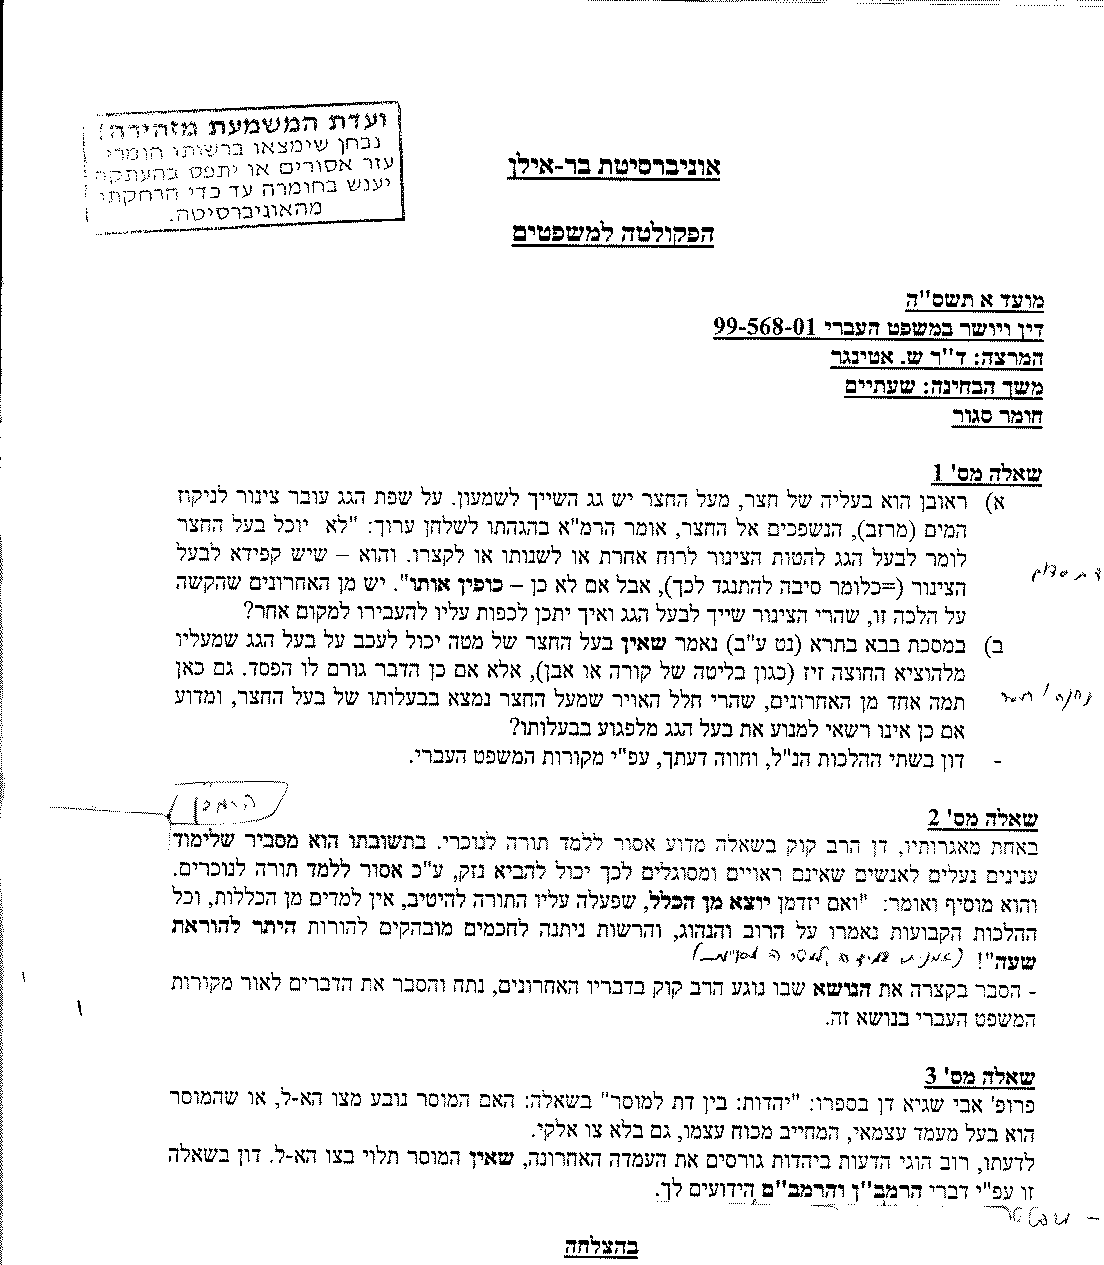 ועדת המשמעת מזהירה!
נבחן שימצאו ברשותו חומרי
עזר אסורים או יתפס בהעתקה
יענש בחומרה עד כדי הרחקתו
מהאוניברסיטה.
אוניברסיטת בר-אילן
הפקולטה למשפטים
מועד א תשס"ה
דין ויושר במשפט העברי 99-568-01
המרצה: ד"ר ש. אטינגר
משך הבחינה: שעתיים
חומר סגור
שאלה מס' 1
א) ראובן הוא בעליה של חצר, מעל החצר יש גג השייך לשמעון. על שפת הגג עובר צינור לניקוז
המים (מרזב), הנשפכים אל החצר, אומר הרמ"א בהגהתו לשלחן ערוך: "לא יוכל בעל החצר
לומר לבעל הגג להטות הצינור לרוח אחרת או לשנותו או לקצרו. והוא – שיש קפידא לבעל
הצינור (=כלומר סיבה להתנגד לכך), אבל אם לא כן – כופין אותו". יש מן האחרונים שהקשה
על הלכה זו, שהרי הצינור שייך לבעל הגג ואיך יתכן לכפות עליו להעבירו למקום אחר?
ב) במסכת בבא בתרא (נט ע"ב) נאמר שאין בעל החצר של מטה יכול לעכב על בעל הגג שמעליו
מלהוציא החוצה זיז (כגון בליטה של קורה או אבן), אלא אם כן הדבר גורם לו הפסד. גם כאן
תמה אחד מן האחרונים, שהרי חלל האויר שמעל החצר נמצא בבעלותו של בעל החצר, ומדוע
אם כן אינו רשאי למנוע את בעל הגג מלפגוע בבעלותו?
- דון בשתי ההלכות הנ"ל, וחווה דעתך, עפ"י מקורות המשפט העברי.
שאלה מס' 2
באחת מאגרותיו, דן הרב קוק בשאלה מדוע אסור ללמד תורה לנוכרי. בתשובתו הוא מסביר שלימוד
ענינים נעלים לאנשים שאינם ראויים ומסוגלים לכך יכול להביא נזק, ע"כ אסור ללמד תורה לנוכרים.
והוא מוסיף ואומר: "ואם יזדמן יוצא מן הכלל, שפעלה עליו התורה להיטיב, אין למדים מן הכללות, וכל
ההלכות הקבועות נאמרו על הרוב והנהוג, והרשות ניתנה לחכמים מובהקים להורות היתר להוראת
שעה"!
- הסבר בקצרה את הנושא שבו נוגע הרב קוק בדבריו האחרונים, נתח והסבר את הדברים לאור מקורות
המשפט העברי בנושא זה.
שאלה מס' 3
פרופ' אבי שגיא דן בספרו: "יהדות: בין דת למוסר" בשאלה: האם המוסר נובע מצו הא-ל, או שהמוסר
הוא בעל מעמד עצמאי, המחייב מכוח עצמו, גם בלא צו אלקי.
לדעתו, רוב הוגי הדעות ביהדות גורסים את העמדה האחרונה, שאין המוסר תלוי בצו הא-ל. דון בשאלה
זו עפ"י דברי הרמב"ן והרמב"ם הידועים לך.
בהצלחה